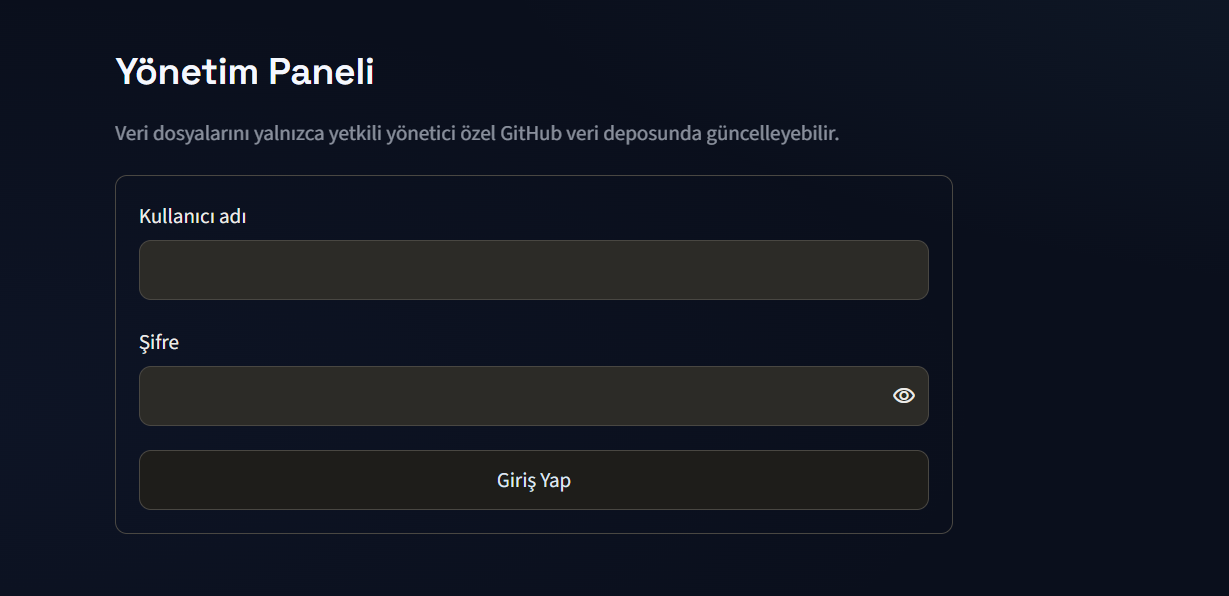 Yönetim Paneli
Veri dosyalarını yalnızca yetkili yönetici özel GitHub veri deposunda güncelleyebilir.
Kullanıcı adı
Şifre
Giriş Yap